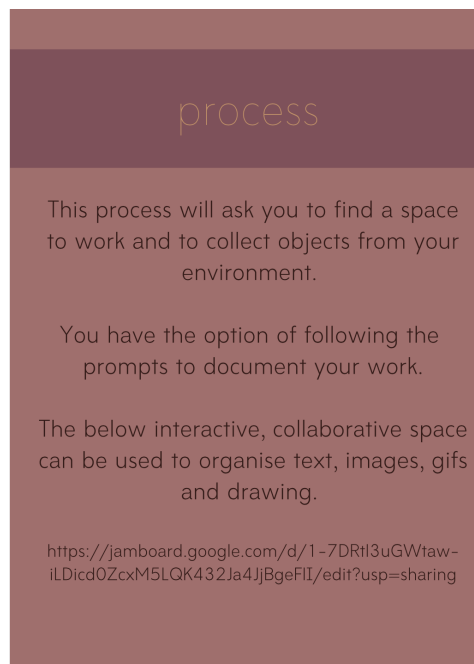 process
This process will ask you to find a space
to work and to collect objects from your
environment.
You have the option of following the
prompts to document your work.
The below interactive, collaborative space
can be used to organise text, images, gifs
and drawing.
https://jamboard.google.com/d/1-7DRtl3uGWtaw-
iLDicd0ZcxM5LQK432Ja4JjBgeFlI/edit?usp=sharing